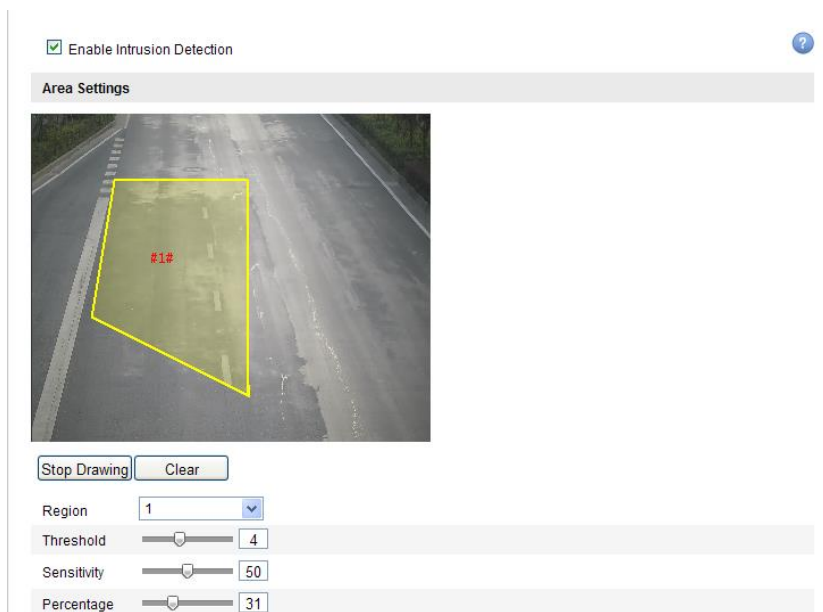 Enable Intrusion Detection
?
Area Settings
#1#
Stop Drawing Clear
Region 1
Threshold 4
Sensitivity 50
Percentage 31